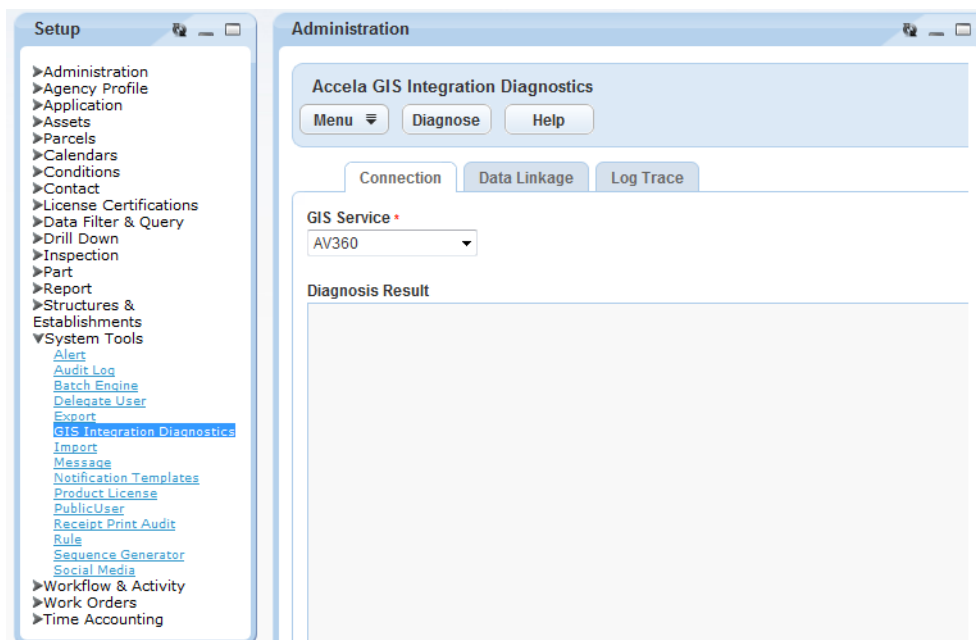 Setup
Administration
Agency Profile
Application
Assets
Parcels
Calendars
Conditions
Contact
License Certifications
Data Filter & Query
Drill Down
Inspection
Part
Report
Structures &
Establishments
System Tools
Alert
Audit Log
Batch Engine
Delegate User
Export
GIS Integration Diagnostics
Import
Message
Notification Templates
Product License
PublicUser
Receipt Print Audit
Rule
Sequence Generator
Social Media
Workflow & Activity
Work Orders
Time Accounting
Administration
Accela GIS Integration Diagnostics
Menu Diagnose Help
Connection Data Linkage Log Trace
GIS Service *
AV360
Diagnosis Result